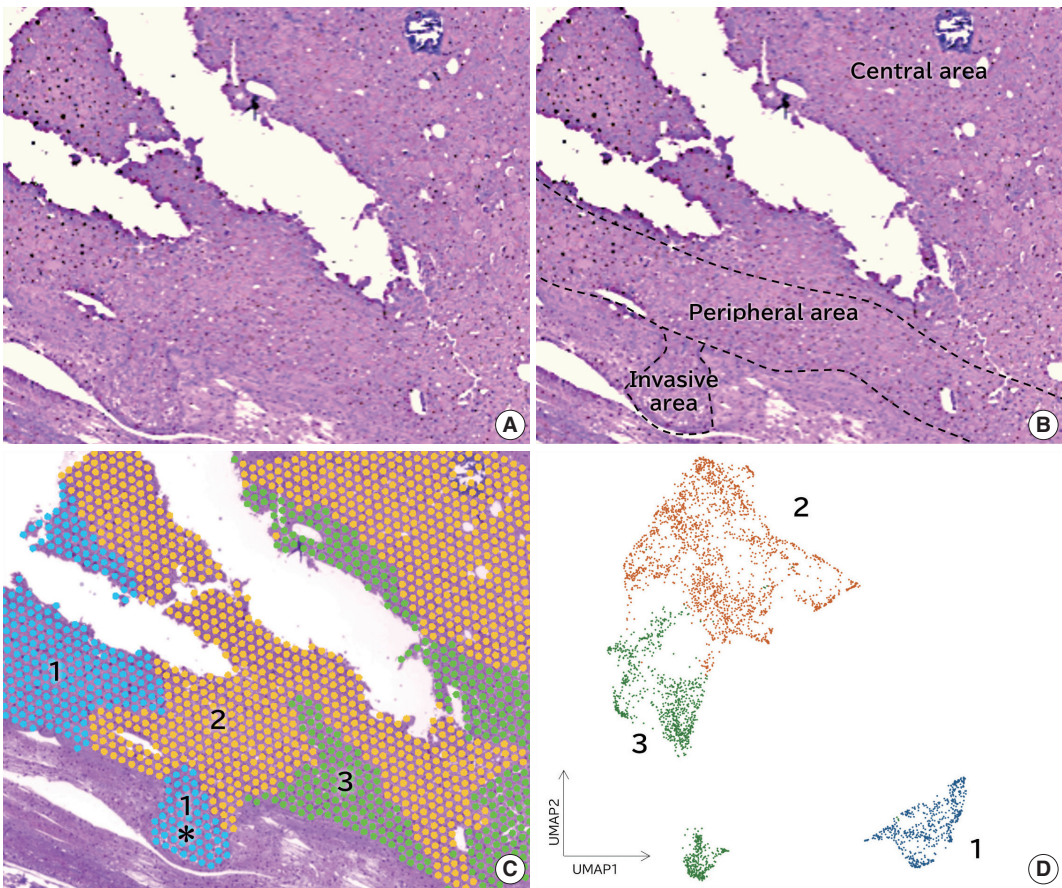 Central area
Peripheral area
Invasive
area
A
B
1
2
3
1
*
C
2
3
1
UMAP2
UMAP1
D